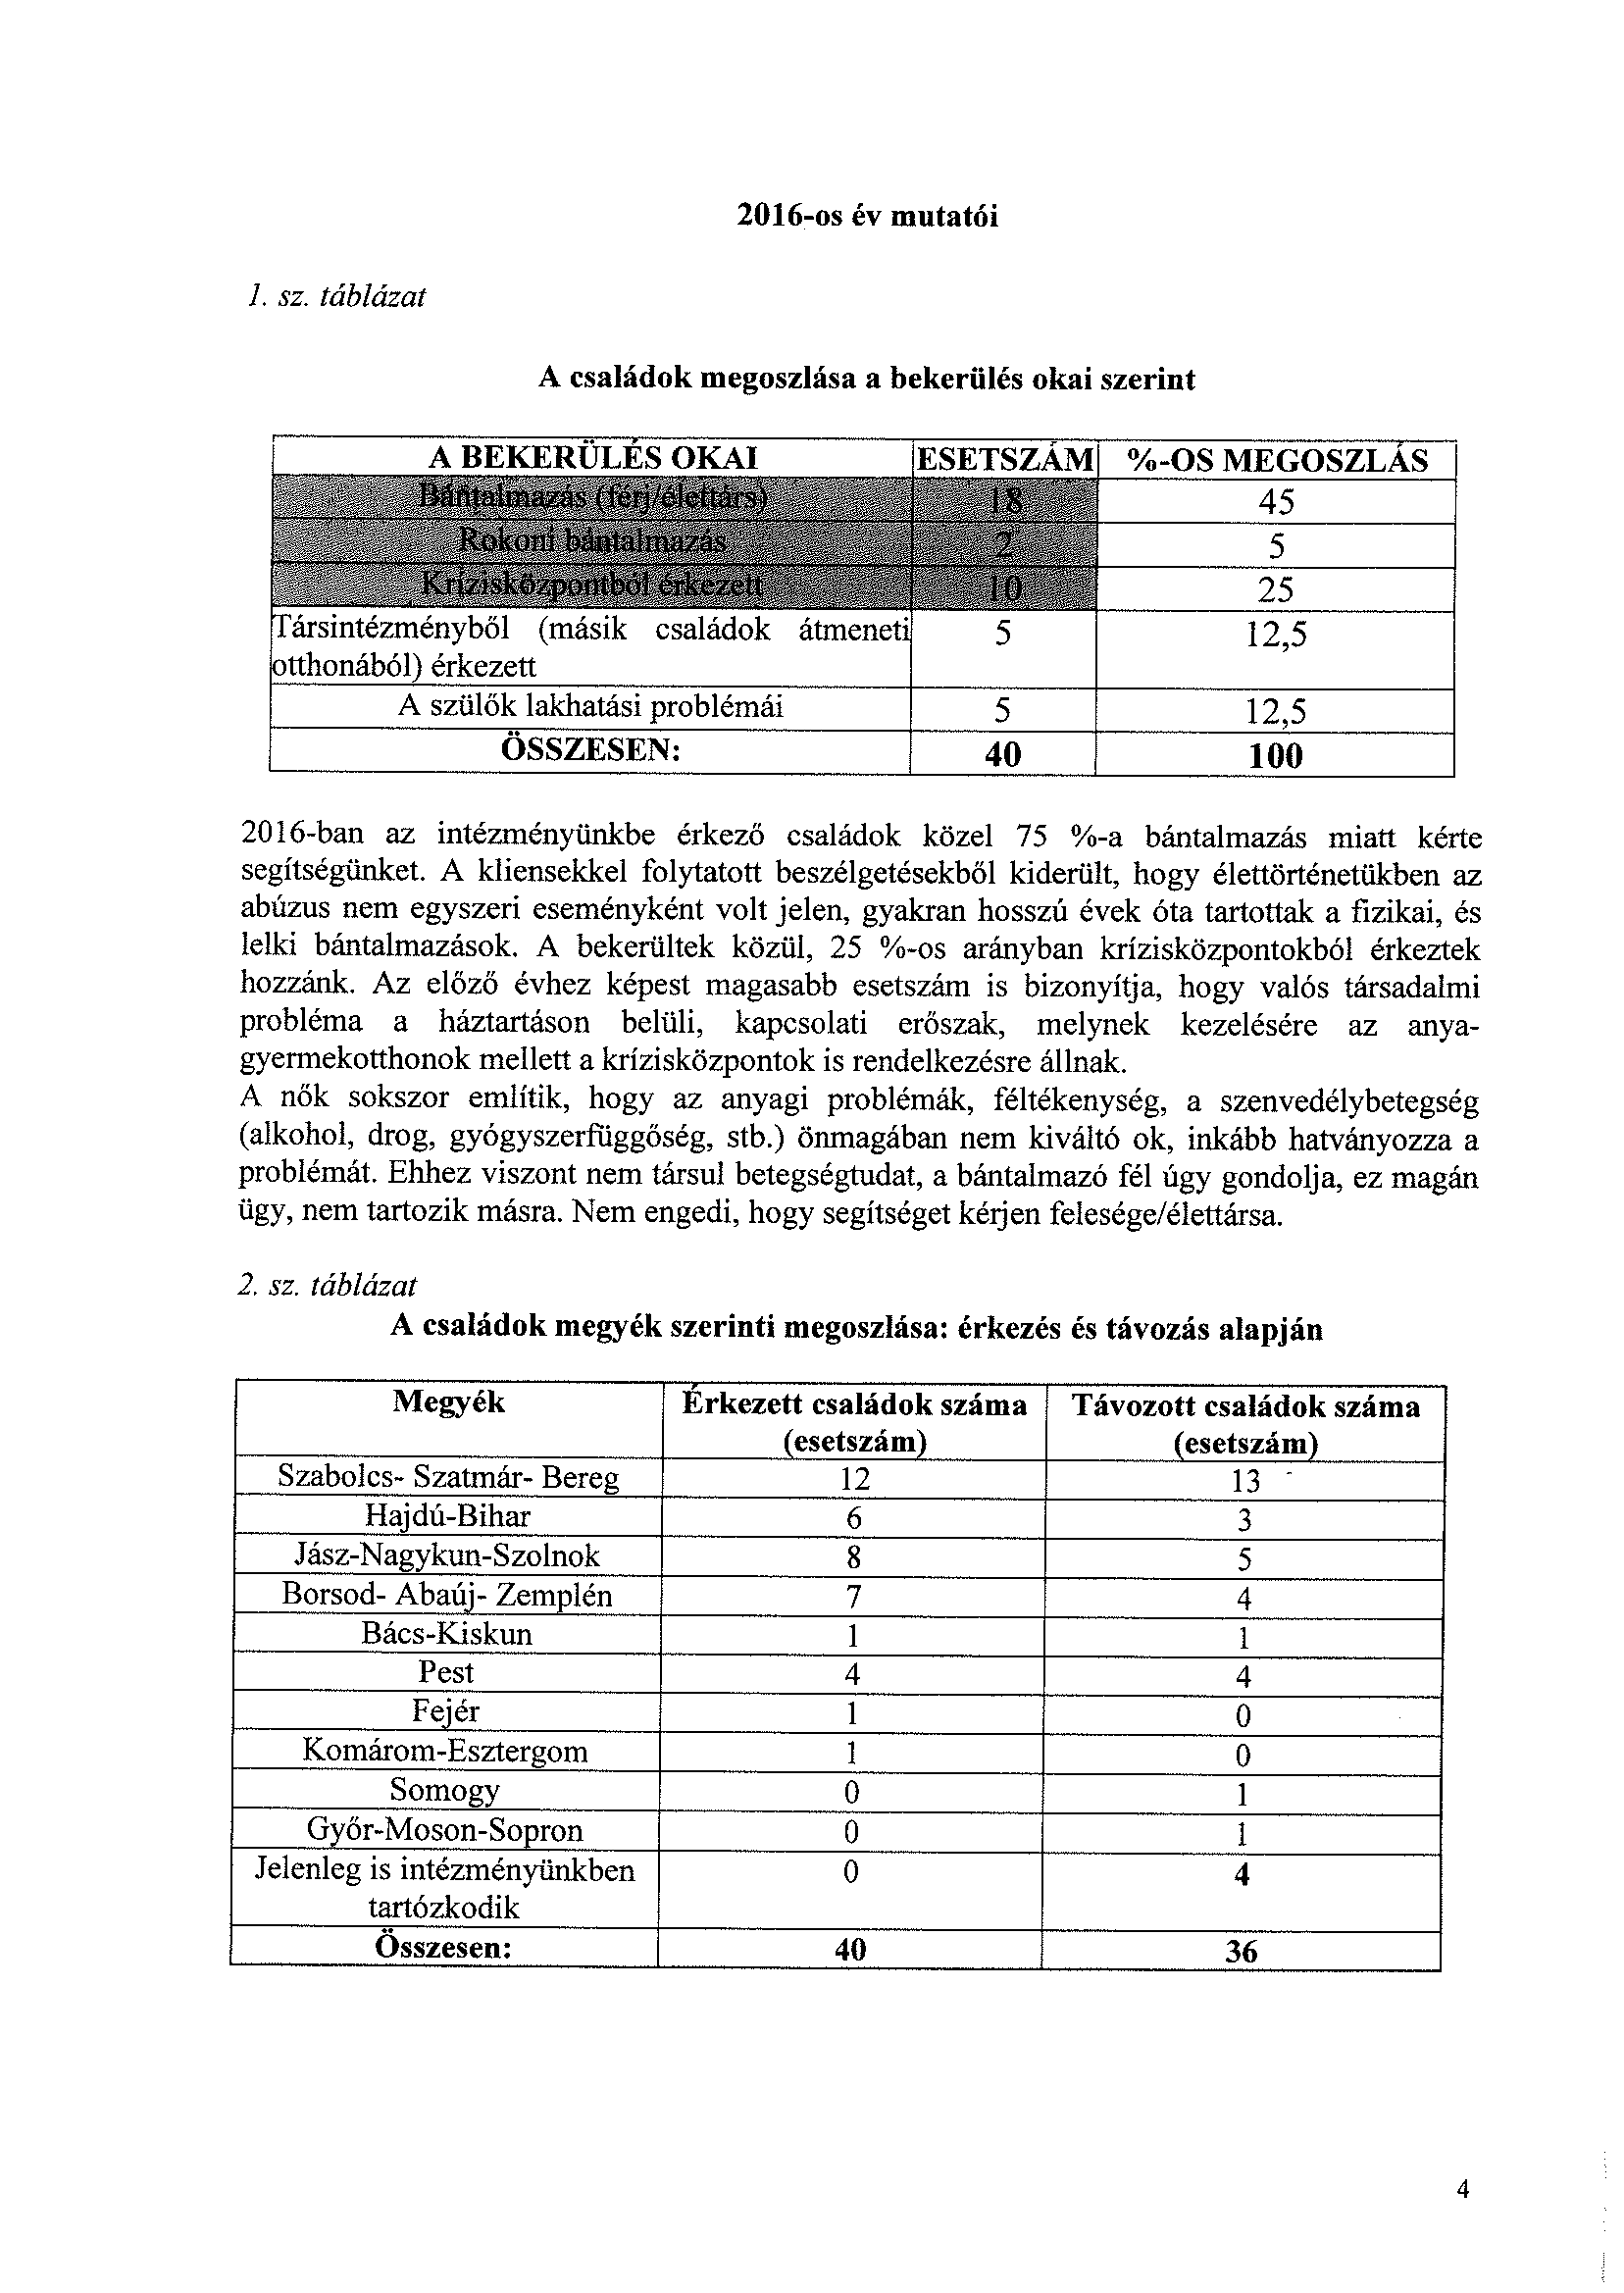 2016-os év mutatói
1. sz. táblázat
A családok megoszlása a bekerülés okai szerint
A BEKERÜLÉS OKAI ESETSZÁM %-OS MEGOSZLÁS
Bántalmazás (férj/élettárs) 18 45
Rokoni bántalmazás 2 5
Krízisközpontból érkezett 10 25
Társintézményből (másik családok átmeneti 5 12,5
otthonából) érkezett
A szülők lakhatási problémái 5 12,5
ÖSSZESEN: 40 100
2016-ban az intézményünkbe érkező családok közel 75 %-a bántalmazás miatt kérte
segítségünket. A kliensekkel folytatott beszélgetésekből kiderült, hogy élettörténetükben az
abúzus nem egyszeri eseményként volt jelen, gyakran hosszú évek óta tartottak a fizikai, és
lelki bántalmazások. A bekerültek közül, 25 %-os arányban krízisközpontokból érkeztek
hozzánk. Az előző évhez képest magasabb esetszám is bizonyítja, hogy valós társadalmi
probléma a háztartáson belüli, kapcsolati erőszak, melynek kezelésére az anya-
gyermekotthonok mellett a krízisközpontok is rendelkezésre állnak.
A nők sokszor említik, hogy az anyagi problémák, féltékenység, a szenvedélybetegség
(alkohol, drog, gyógyszerfüggőség, stb.) önmagában nem kiváltó ok, inkább hatványozza a
problémát. Ehhez viszont nem társul betegségtudat, a bántalmazó fél úgy gondolja, ez magán
ügy, nem tartozik másra. Nem engedi, hogy segítséget kérjen felesége/élettársa.
2. sz. táblázat
A családok megyék szerinti megoszlása: érkezés és távozás alapján
Megyék Érkezett családok száma Távozott családok száma
(esetszám) (esetszám)
Szabolcs- Szatmár- Bereg 12 13
Hajdú-Bihar 6 3
Jász-Nagykun-Szolnok 8 5
Borsod- Abaúj- Zemplén 7 4
Bács-Kiskun 1 1
Pest 4 4
Fejér 1 0
Komárom-Esztergom 1 0
Somogy 0 1
Győr-Moson-Sopron 0 1
Jelenleg is intézményünkben 0 4
tartózkodik
Összesen: 40 36
4